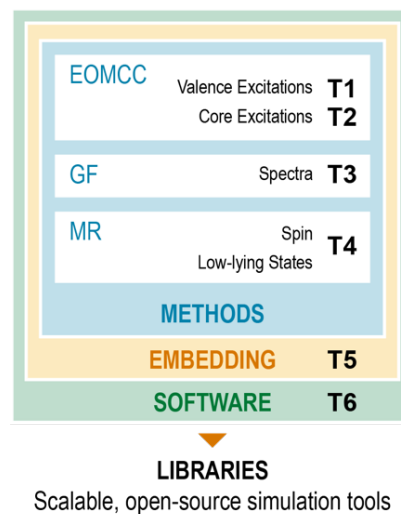 EOMCC
Valence Excitations T1
Core Excitations T2
GF Spectra T3
MR Spin
Low-lying States T4
METHODS
EMBEDDING T5
SOFTWARE T6
LIBRARIES
Scalable, open-source simulation tools